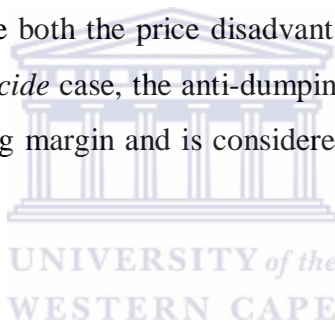 both the price disadvant
cide case, the anti-dumpin
g margin and is considere
UNIVERSITY of the
WESTERN CAPE